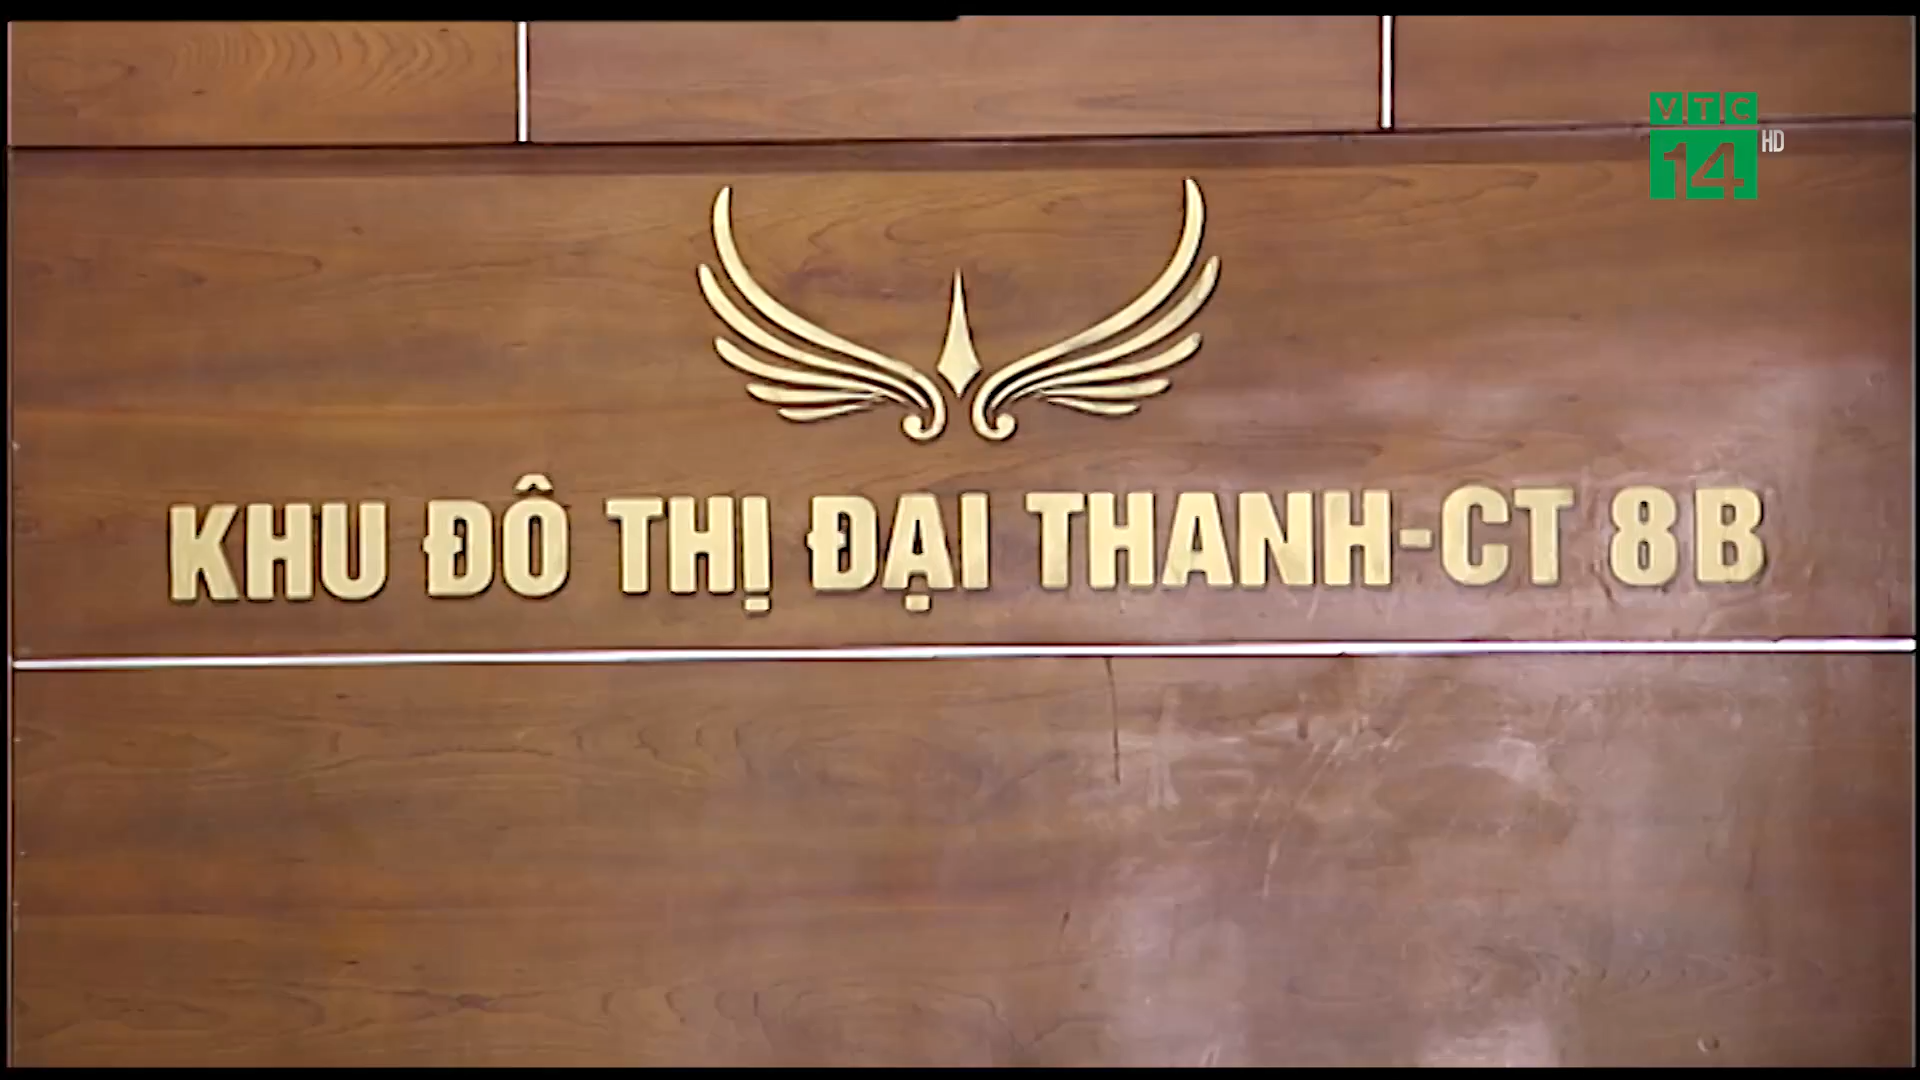 VTC
14 HD
KHU ĐÔ THỊ ĐẠI THANH-CT 8B